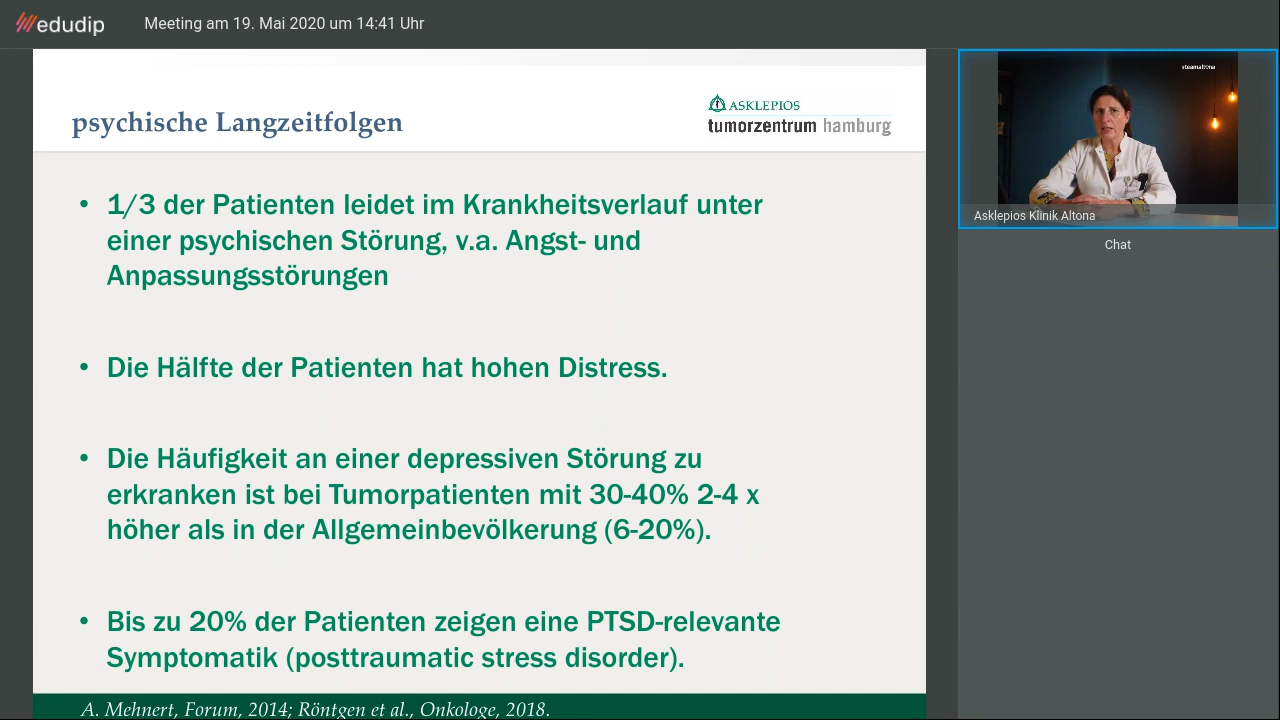 edudip
Meeting am 19. Mai 2020 um 14:41 Uhr
psychische Langzeitfolgen
ASKLEPIOS
tumorzentrum hamburg
• 1/3 der Patienten leidet im Krankheitsverlauf unter
einer psychischen Störung, v.a. Angst- und
Anpassungsstörungen
• Die Hälfte der Patienten hat hohen Distress.
• Die Häufigkeit an einer depressiven Störung zu
erkranken ist bei Tumorpatienten mit 30-40% 2-4 x
höher als in der Allgemeinbevölkerung (6-20%).
• Bis zu 20% der Patienten zeigen eine PTSD-relevante
Symptomatik (posttraumatic stress disorder).
A. Mehnert, Forum, 2014; Röntgen et al., Onkologe, 2018.
#teamaltona
Asklepios Klinik Altona
Chat